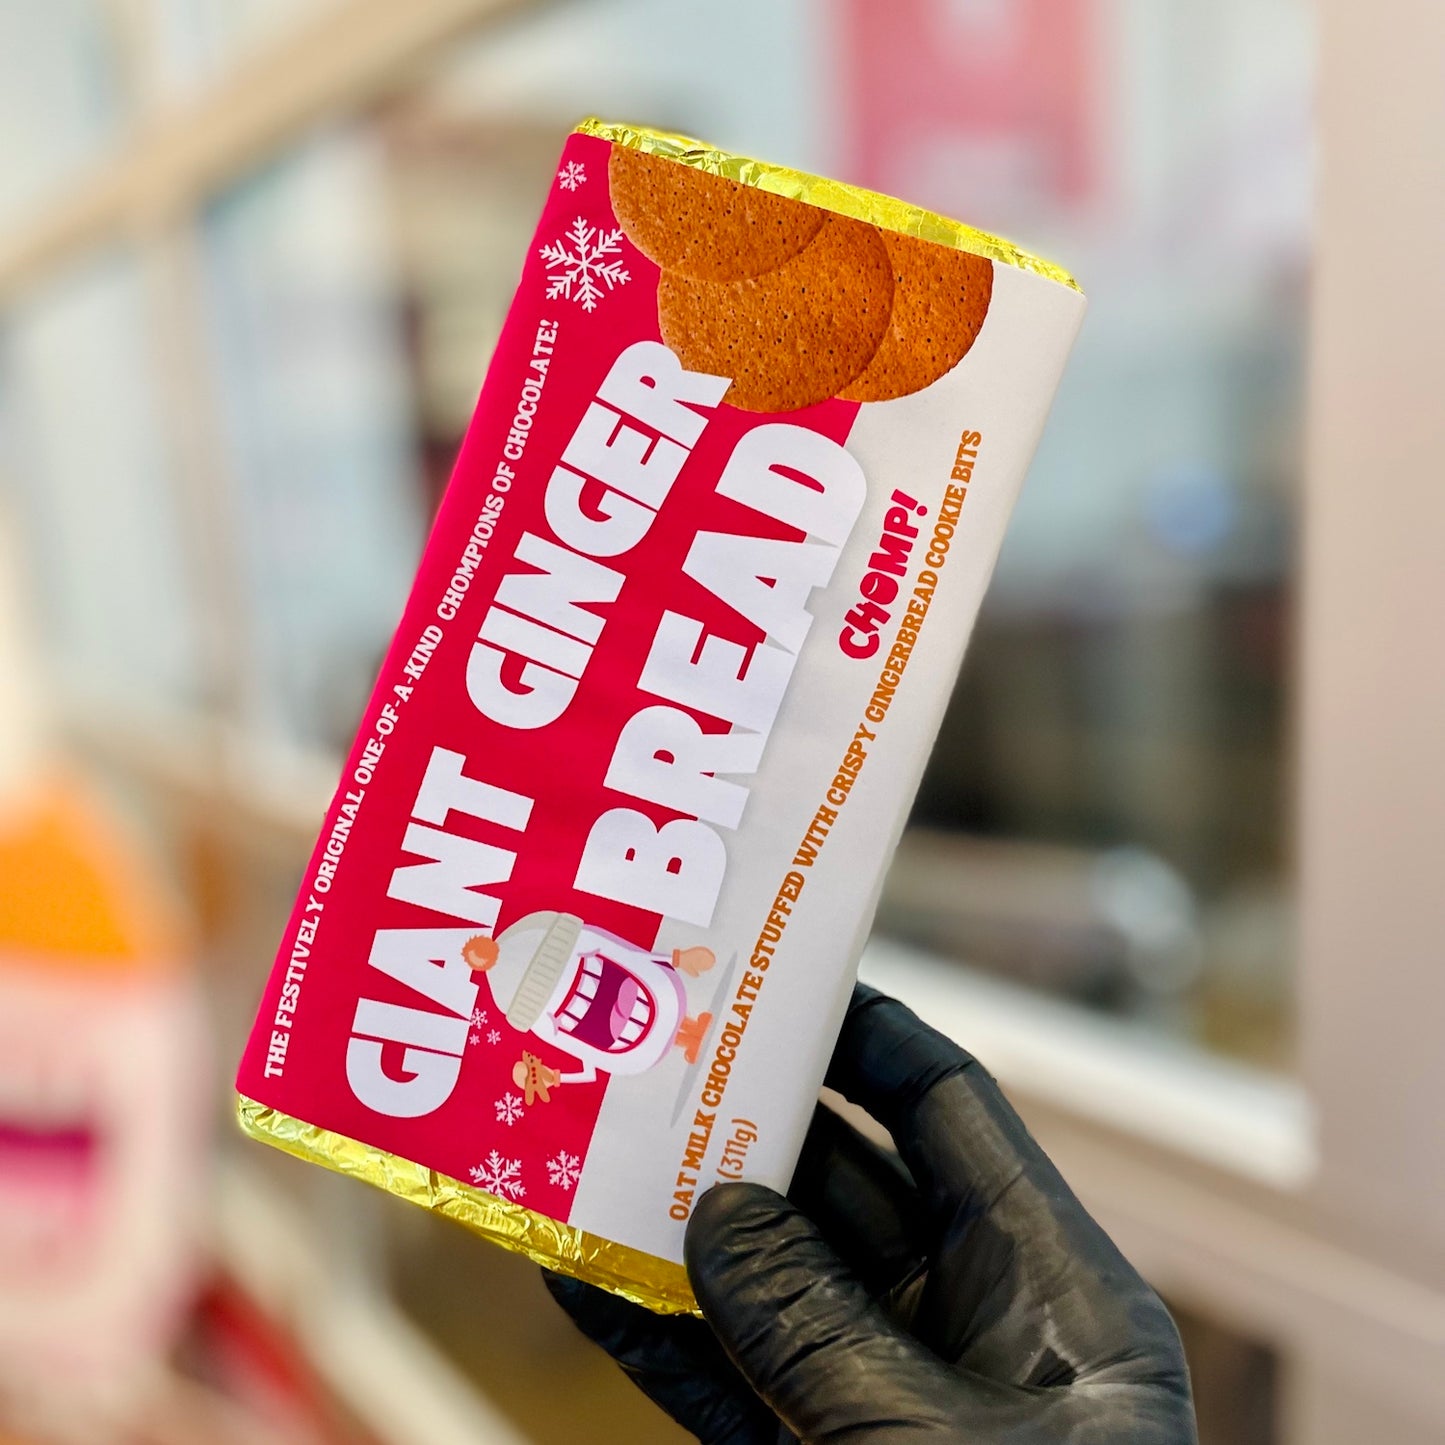 THE FESTIVELY ORIGINAL ONE-OF-A-KIND CHOMPIONS OF CHOCOLATE!
GIANT GINGER
BREAD
CHOMP!
OAT MILK CHOCOLATE STUFFED WITH CRISPY GINGERBREAD COOKIE BITS
(311g)